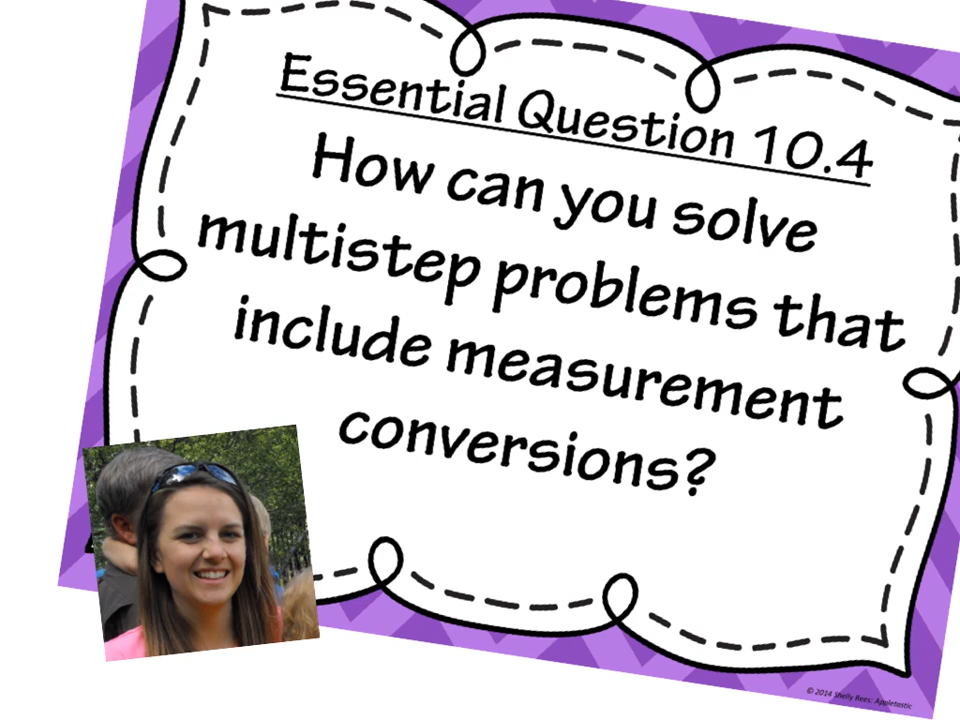 Essential Question 10.4
How can you solve
multistep problems that
include measurement
conversions?
© 2014 Shelly Rees: Appletastic